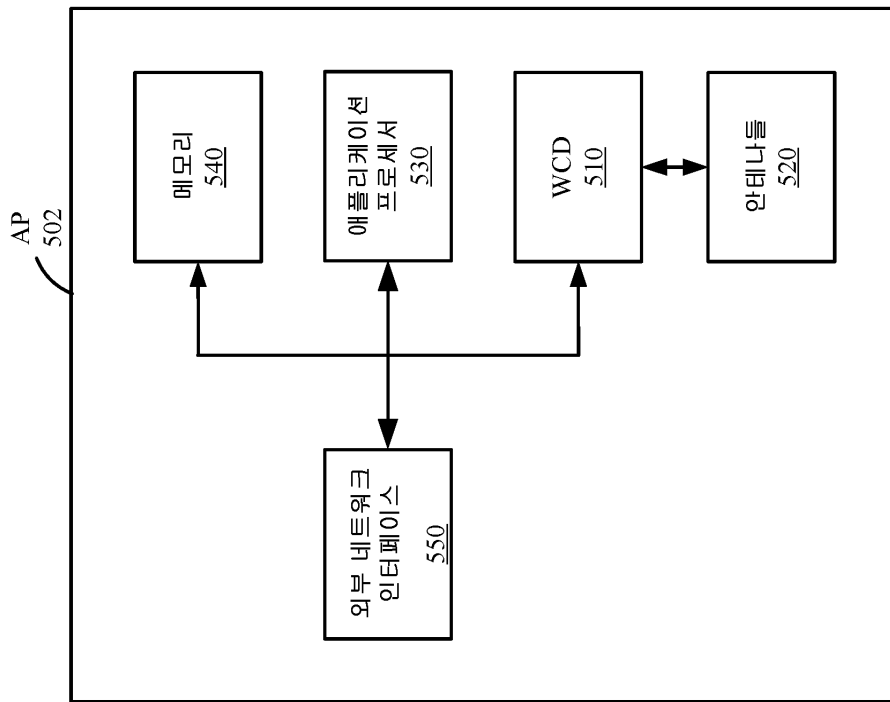 AP
502
메모리
540
애플리케이션
프로세서
530
WCD
510
안테나들
520
외부 네트워크
인터페이스
550